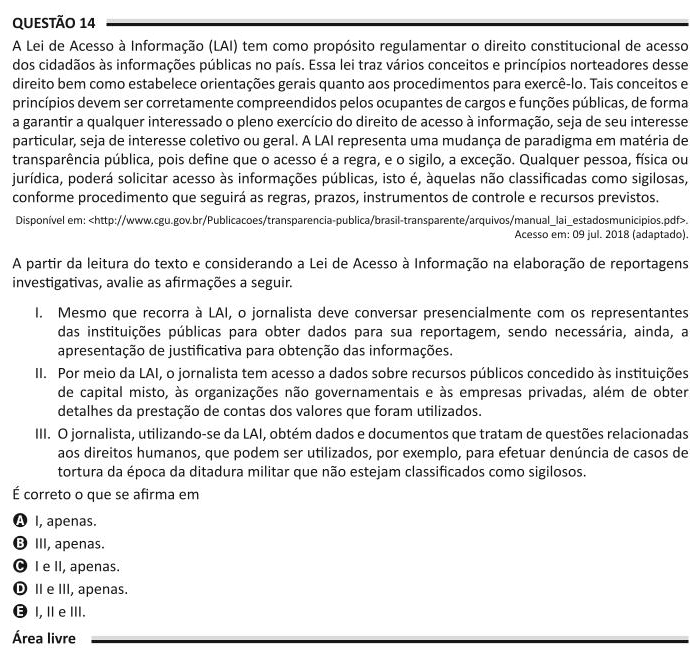 QUESTÃO 14
A Lei de Acesso à Informação (LAI) tem como propósito regulamentar o direito constitucional de acesso
dos cidadãos às informações públicas no país. Essa lei traz vários conceitos e princípios norteadores desse
direito bem como estabelece orientações gerais quanto aos procedimentos para exercê-lo. Tais conceitos e
princípios devem ser corretamente compreendidos pelos ocupantes de cargos e funções públicas, de forma
a garantir a qualquer interessado o pleno exercício do direito de acesso à informação, seja de seu interesse
particular, seja de interesse coletivo ou geral. A LAI representa uma mudança de paradigma em matéria de
transparência pública, pois define que o acesso é a regra, e o sigilo, a exceção. Qualquer pessoa, física ou
jurídica, poderá solicitar acesso às informações públicas, isto é, àquelas não classificadas como sigilosas,
conforme procedimento que seguirá as regras, prazos, instrumentos de controle e recursos previstos.
Disponível em: <http://www.cgu.gov.br/Publicacoes/transparencia-publica/brasil-transparente/arquivos/manual_lai_estadosmunicipios.pdf>.
Acesso em: 09 jul. 2018 (adaptado).
A partir da leitura do texto e considerando a Lei de Acesso à Informação na elaboração de reportagens
investigativas, avalie as afirmações a seguir.
I. Mesmo que recorra à LAI, o jornalista deve conversar presencialmente com os representantes
das instituições públicas para obter dados para sua reportagem, sendo necessária, ainda, a
apresentação de justificativa para obtenção das informações.
II. Por meio da LAI, o jornalista tem acesso a dados sobre recursos públicos concedido às instituições
de capital misto, às organizações não governamentais e às empresas privadas, além de obter
detalhes da prestação de contas dos valores que foram utilizados.
III. O jornalista, utilizando-se da LAI, obtém dados e documentos que tratam de questões relacionadas
aos direitos humanos, que podem ser utilizados, por exemplo, para efetuar denúncia de casos de
tortura da época da ditadura militar que não estejam classificados como sigilosos.
É correto o que se afirma em
A I, apenas.
B III, apenas.
C I e II, apenas.
D II e III, apenas.
E I, II e III.
Área livre